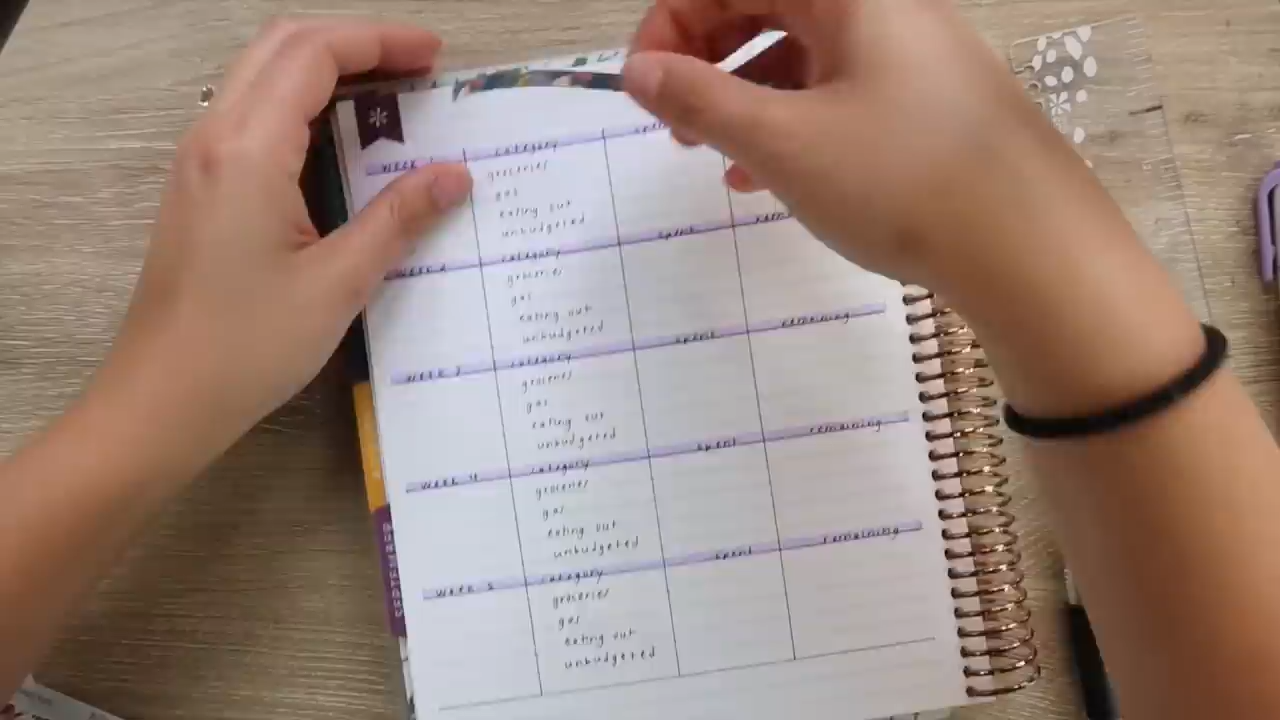 week 1 category
groceries
gas
eating out
unbudgeted
week 2 category spent
groceries
gas
eating out
unbudgeted
week 3 category spent remaining
groceries
gas
eating out
unbudgeted
week 4 category spent remaining
groceries
gas
eating out
unbudgeted
week 5 category spent remaining
groceries
gas
eating out
unbudgeted
SEPTEMBER